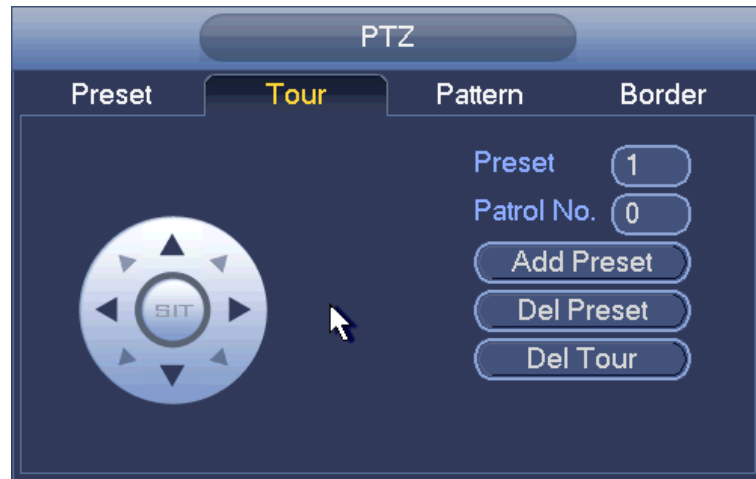 PTZ
Preset Tour Pattern Border
Preset 1
Patrol No. 0
Add Preset
SIT
Del Preset
Del Tour